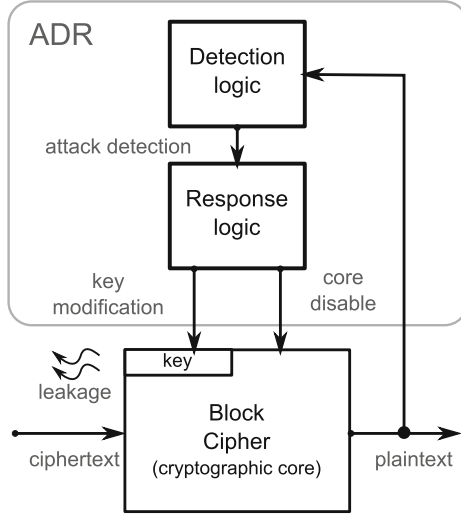 ADR
Detection
logic
attack detection
Response
logic
key
modification
core
disable
key
leakage
Block
Cipher
(cryptographic core)
ciphertext
plaintext